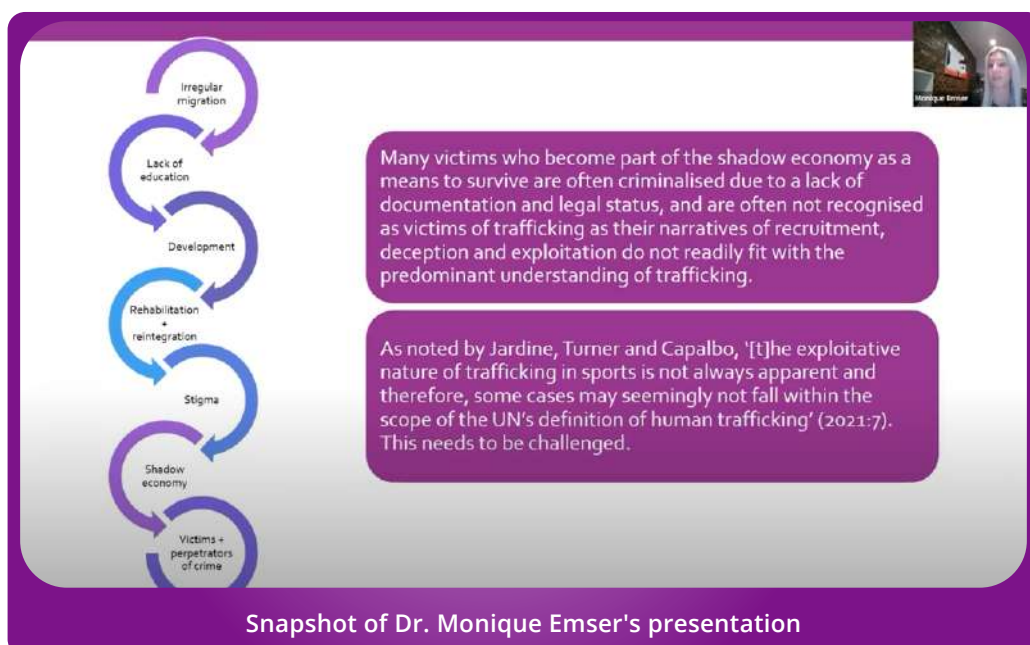 Monique Emser
Irregular
migration
Lack of
education
Development
Rehabilitation
+
reintegration
Stigma
Shadow
economy
Victims +
perpetrators
of crime
Many victims who become part of the shadow economy as a
means to survive are often criminalised due to a lack of
documentation and legal status, and are often not recognised
as victims of trafficking as their narratives of recruitment,
deception and exploitation do not readily fit with the
predominant understanding of trafficking.
As noted by Jardine, Turner and Capalbo, ‘[t]he exploitative
nature of trafficking in sports is not always apparent and
therefore, some cases may seemingly not fall within the
scope of the UN’s definition of human trafficking’ (2021:7).
This needs to be challenged.
Snapshot of Dr. Monique Emser's presentation